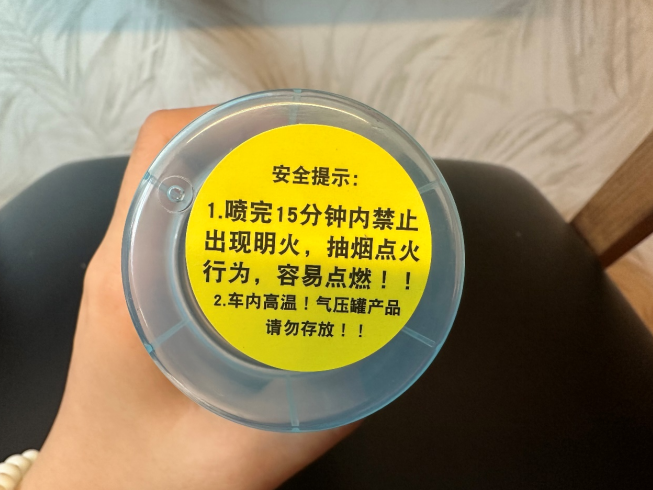 安全提示:
1.喷完15分钟内禁止
出现明火，抽烟点火
行为，容易点燃！！
2.车内高温！气压罐产品
请勿存放！！